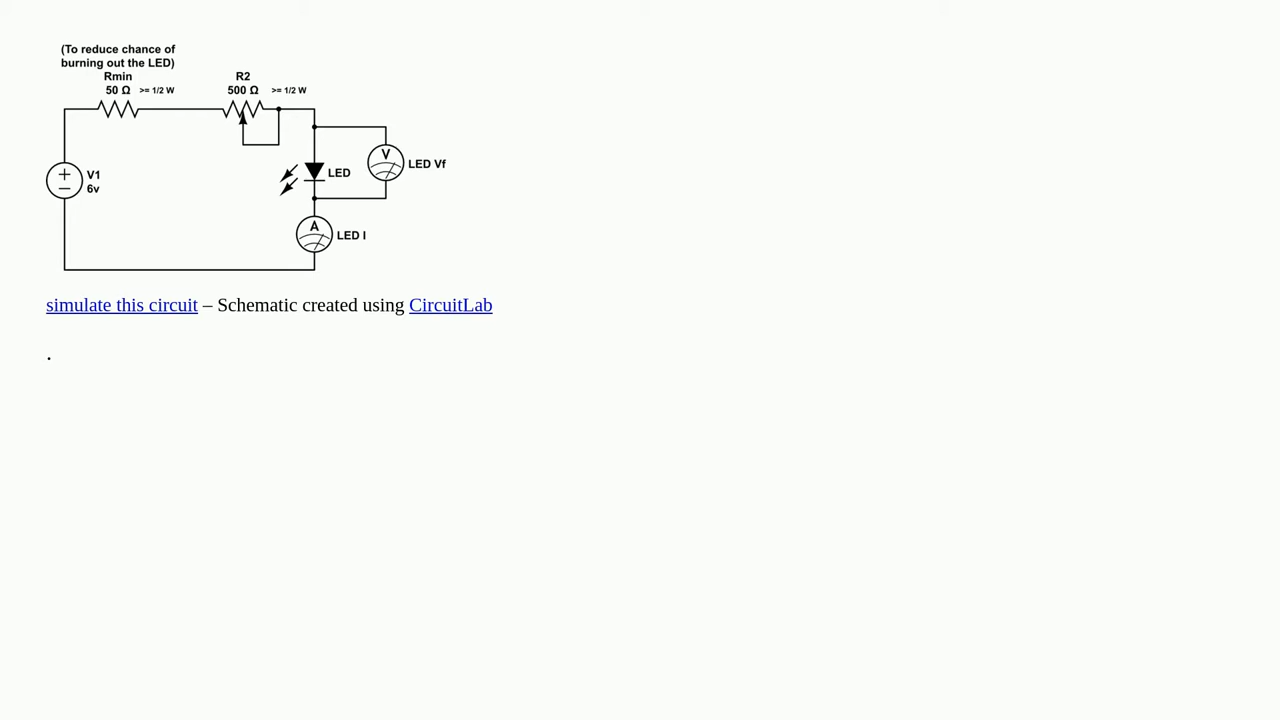 (To reduce chance of
burning out the LED)
Rmin
50 Ω >= 1/2 W
R2
500 Ω >= 1/2 W
V1
6v
LED
V
LED Vf
A
LED I
simulate this circuit – Schematic created using CircuitLab
.